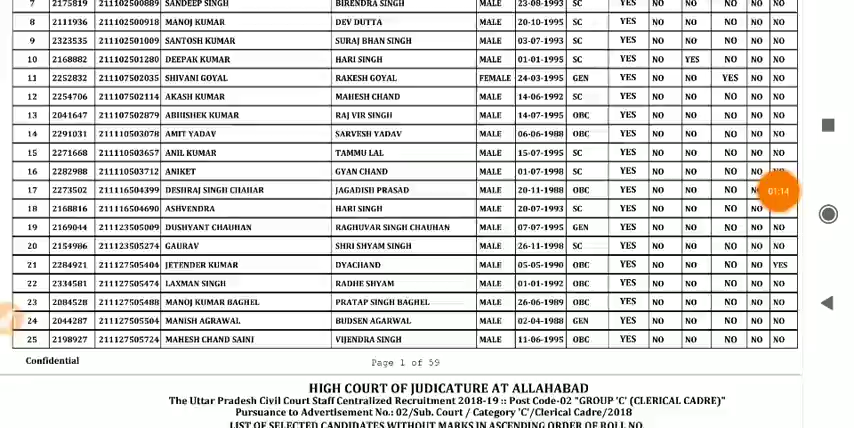 7 2175819 211102500889 SANDEEP SINGH BIRENDRA SINGH MALE 23-08-1993 SC YES NO NO NO NO NO
8 2111936 211102500918 MANOJ KUMAR DEV DUTTA MALE 20-10-1995 SC YES NO NO NO NO NO
9 2323535 211102501009 SANTOSH KUMAR SURAJ BHAN SINGH MALE 03-07-1993 SC YES NO NO NO NO NO
10 2168882 211102501280 DEEPAK KUMAR HARI SINGH MALE 01-01-1995 SC YES NO YES NO NO NO
11 2252832 211107502035 SHIVANI GOYAL RAKESH GOYAL FEMALE 24-03-1995 GEN YES NO NO YES NO NO
12 2254706 211107502114 AKASH KUMAR MAHESH CHAND MALE 14-06-1992 SC YES NO NO NO NO NO
13 2041647 211107502879 ABHISHEK KUMAR RAJ VIR SINGH MALE 14-07-1995 OBC YES NO NO NO NO NO
14 2291031 211110503078 AMIT YADAV SARVESH YADAV MALE 06-06-1988 OBC YES NO NO NO NO NO
15 2271668 211110503657 ANIL KUMAR TAMMU LAL MALE 15-07-1995 SC YES NO NO NO NO NO
16 2282988 211110503712 ANIKET GYAN CHAND MALE 01-07-1998 SC YES NO NO NO NO NO
17 2273502 211116504399 DESHRAJ SINGH CHAHAR JAGADISH PRASAD MALE 20-11-1988 OBC YES NO NO NO 01:14
18 2168816 211116504690 ASHVENDRA HARI SINGH MALE 20-07-1993 SC YES NO NO NO NO NO
19 2169044 211123505009 DUSHYANT CHAUHAN RAGHUVAR SINGH CHAUHAN MALE 07-07-1995 GEN YES NO NO NO NO NO
20 2154986 211123505274 GAURAV SHRI SHYAM SINGH MALE 26-11-1998 SC YES NO NO NO NO NO
21 2284921 211127505404 JETENDER KUMAR DYACHAND MALE 05-05-1990 OBC YES NO NO NO NO YES
22 2334581 211127505474 LAXMAN SINGH RADHE SHYAM MALE 01-01-1992 OBC YES NO NO NO NO NO
23 2084528 211127505488 MANOJ KUMAR BAGHEL PRATAP SINGH BAGHEL MALE 26-06-1989 OBC YES NO NO NO NO NO
24 2044287 211127505504 MANISH AGRAWAL BUDSEN AGARWAL MALE 02-04-1988 GEN YES NO NO NO NO NO
25 2198927 211127505724 MAHESH CHAND SAINI VIJENDRA SINGH MALE 11-06-1995 OBC YES NO NO NO NO NO
Confidential Page 1 of 59
HIGH COURT OF JUDICATURE AT ALLAHABAD
The Uttar Pradesh Civil Court Staff Centralized Recruitment 2018-19 :: Post Code-02 "GROUP 'C' (CLERICAL CADRE)"
Pursuance to Advertisement No.: 02/Sub. Court / Category 'C'/Clerical Cadre/2018
LIST OF SELECTED CANDIDATES WITHOUT MARKS IN ASCENDING ORDER OF ROLL NO.